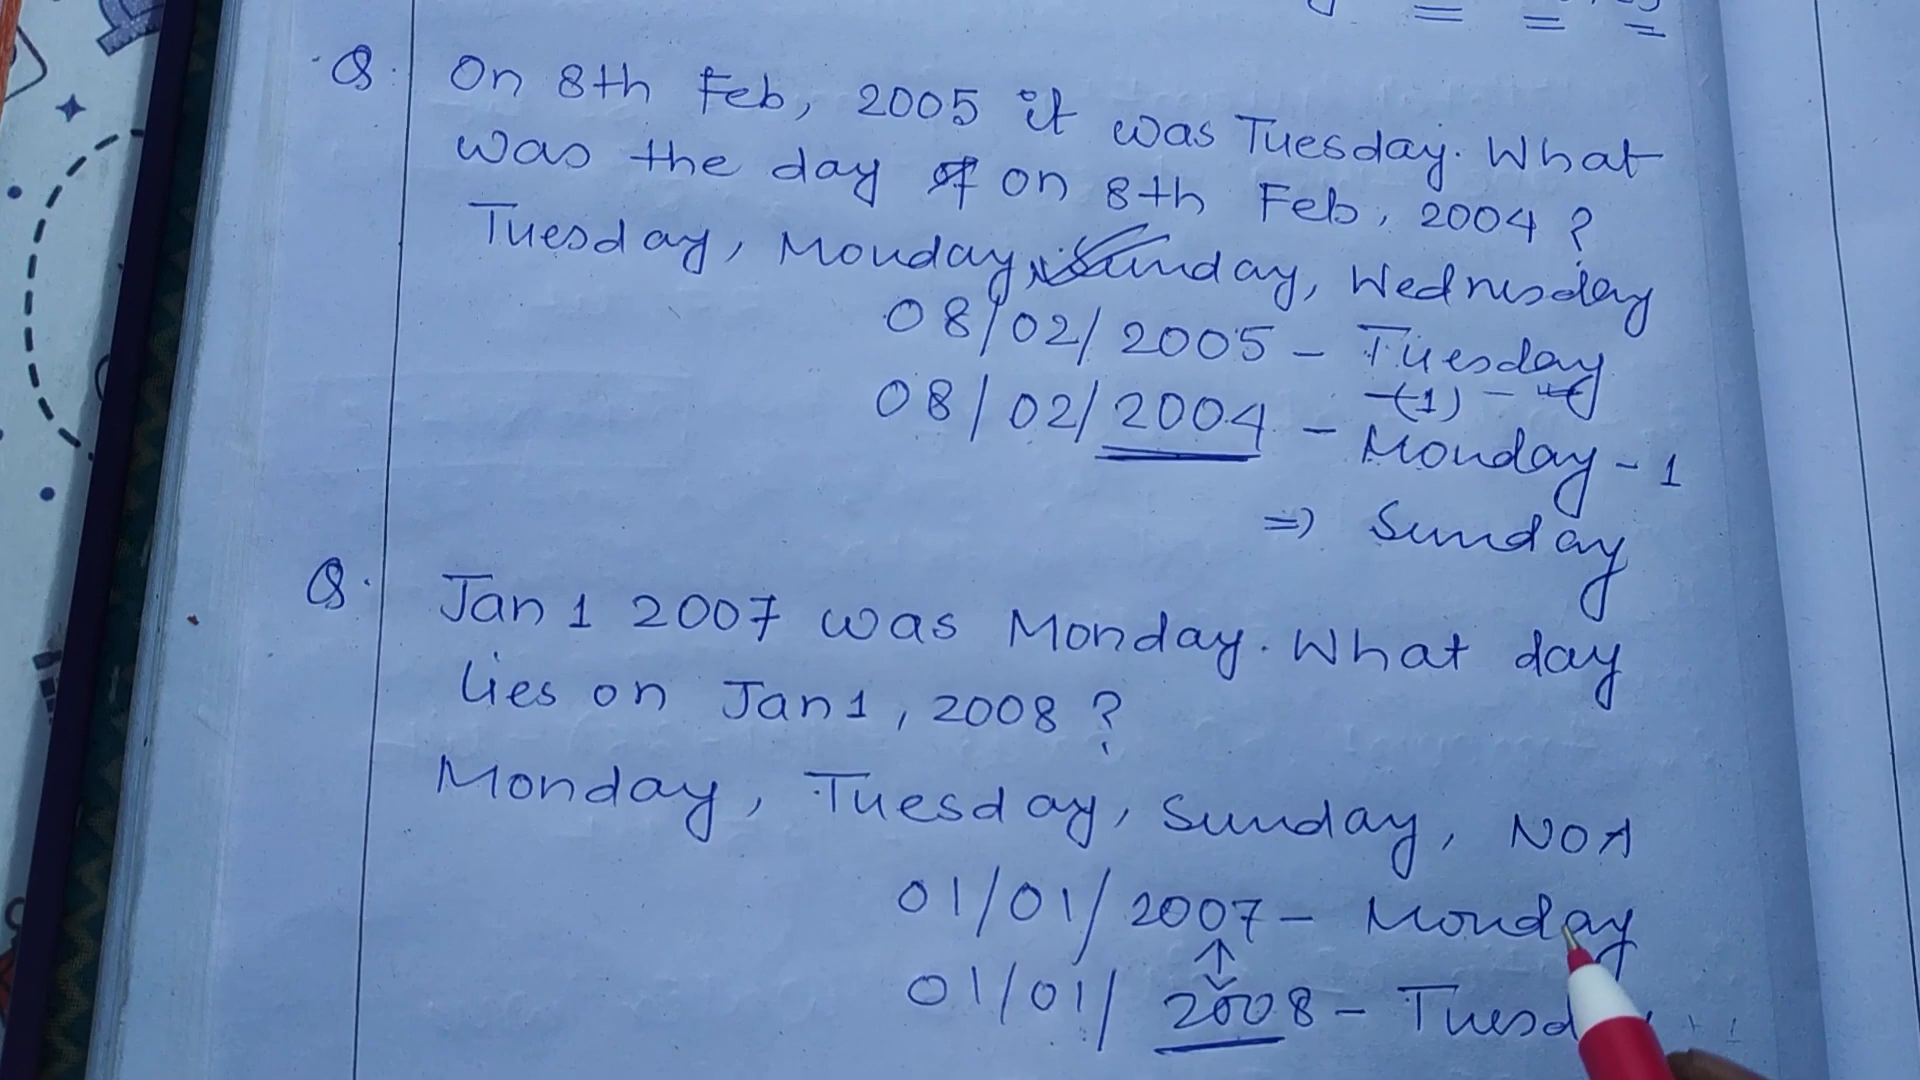 Q. On 8th Feb, 2005 it was Tuesday. What
was the day on 8th Feb, 2004 ?
Tuesday, Monday, Sunday, Wednesday
08/02/2005 - Tuesday
-(1) -
08/02/2004 - Monday - 1
=> Sunday
Q. Jan 1 2007 was Monday. What day
lies on Jan 1, 2008 ?
Monday, Tuesday, Sunday, NOA
01/01/2007 - Monday
01/01/2008 - Tuesd